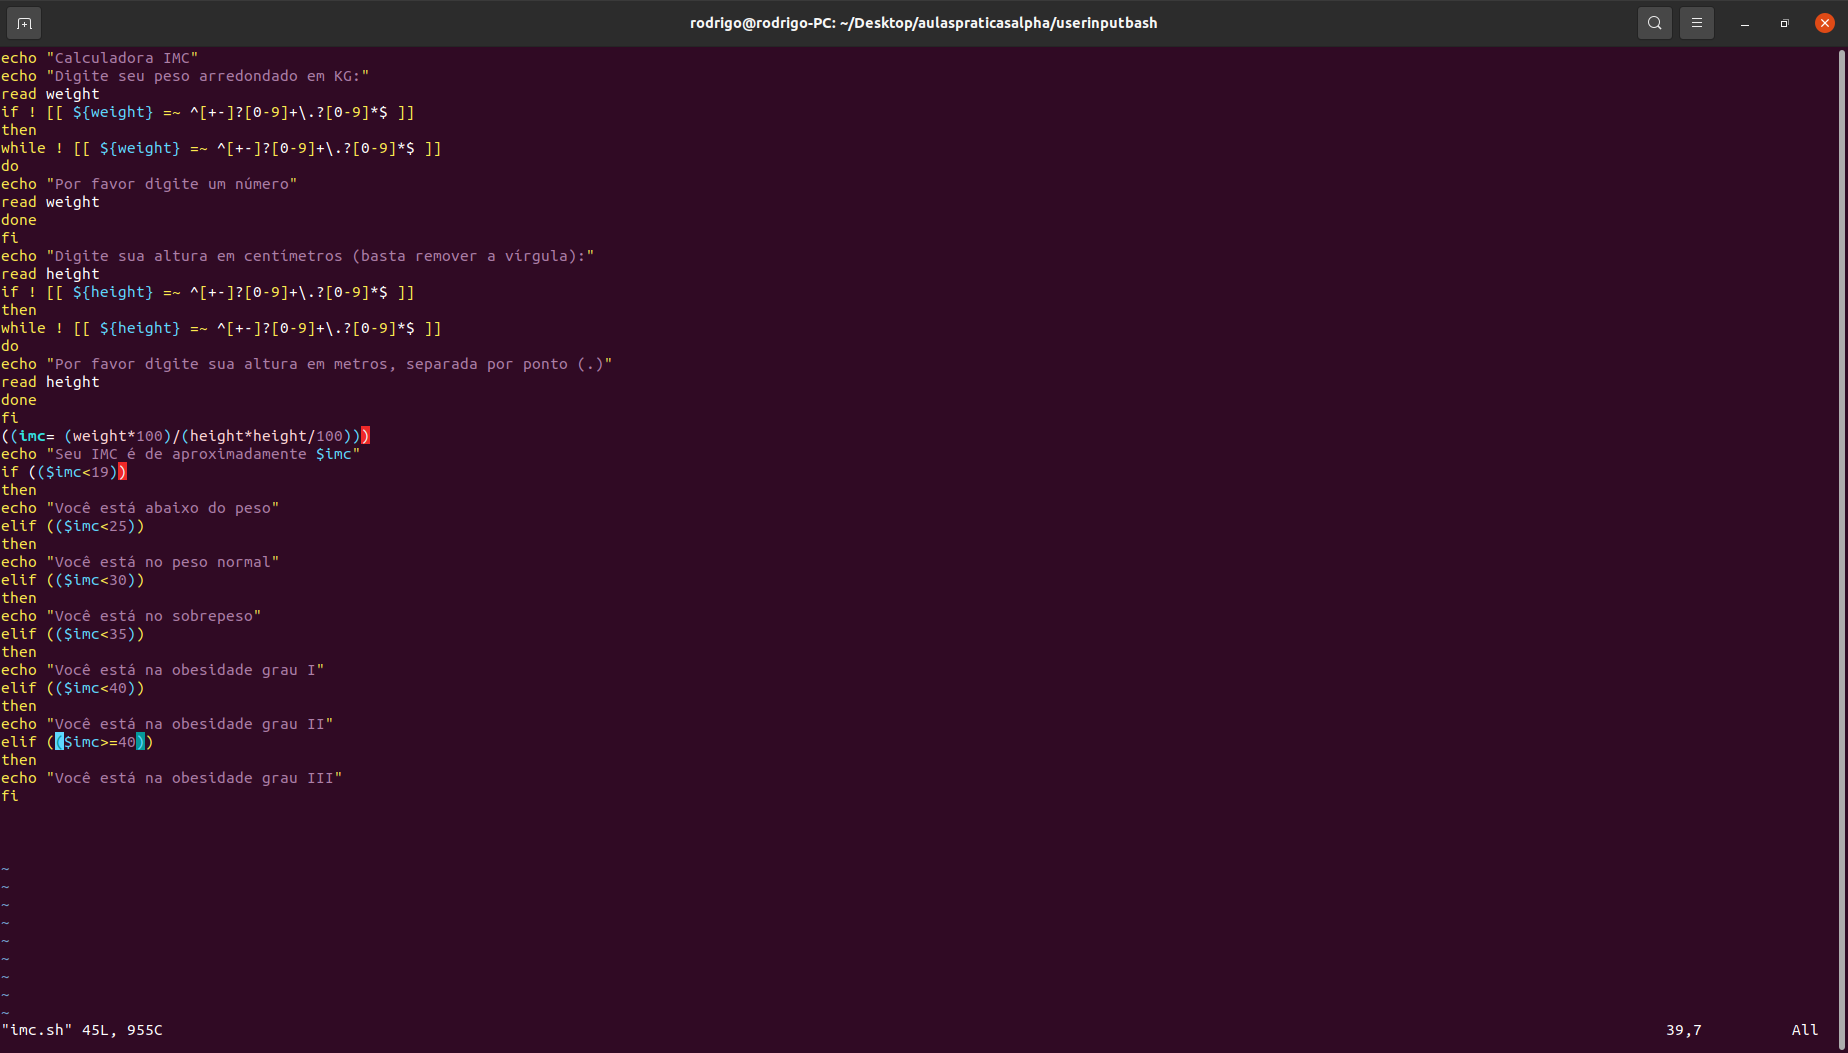 rodrigo@rodrigo-PC: ~/Desktop/aulaspraticasalpha/userinputbash
echo "Calculadora IMC"
echo "Digite seu peso arredondado em KG:"
read weight
if ! [[ ${weight} =~ ^[+-]?[0-9]+\.?[0-9]*$ ]]
then
while ! [[ ${weight} =~ ^[+-]?[0-9]+\.?[0-9]*$ ]]
do
echo "Por favor digite um número"
read weight
done
fi
echo "Digite sua altura em centímetros (basta remover a vírgula):"
read height
if ! [[ ${height} =~ ^[+-]?[0-9]+\.?[0-9]*$ ]]
then
while ! [[ ${height} =~ ^[+-]?[0-9]+\.?[0-9]*$ ]]
do
echo "Por favor digite sua altura em metros, separada por ponto (.)"
read height
done
fi
((imc= (weight*100)/(height*height/100)))
echo "Seu IMC é de aproximadamente $imc"
if (($imc<19))
then
echo "Você está abaixo do peso"
elif (($imc<25))
then
echo "Você está no peso normal"
elif (($imc<30))
then
echo "Você está no sobrepeso"
elif (($imc<35))
then
echo "Você está na obesidade grau I"
elif (($imc<40))
then
echo "Você está na obesidade grau II"
elif (($imc>=40))
then
echo "Você está na obesidade grau III"
fi
~
~
~
~
~
~
~
~
~
"imc.sh" 45L, 955C 39,7 All